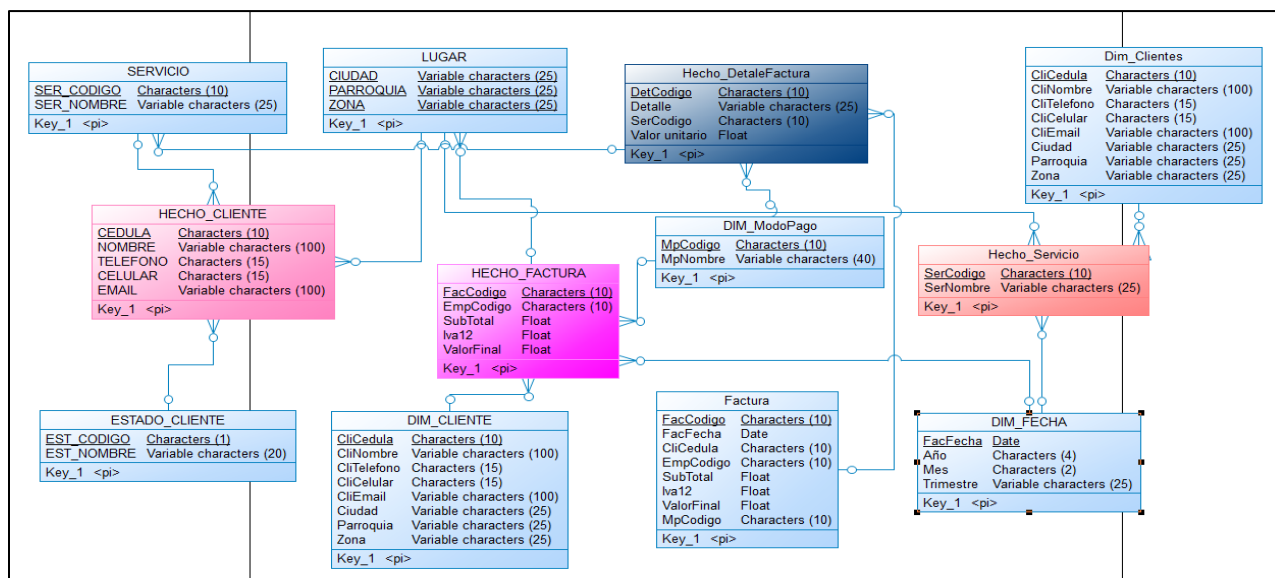 SERVICIO
SER_CODIGO Characters (10)
SER_NOMBRE Variable characters (25)
Key_1 <pi>
LUGAR
CIUDAD Variable characters (25)
PARROQUIA Variable characters (25)
ZONA Variable characters (25)
Key_1 <pi>
Hecho_DetaleFactura
DetCodigo Characters (10)
Detalle Variable characters (25)
SerCodigo Characters (10)
Valor unitario Float
Key_1 <pi>
Dim_Clientes
CliCedula Characters (10)
CliNombre Variable characters (100)
CliTelefono Characters (15)
CliCelular Characters (15)
CliEmail Variable characters (100)
Ciudad Variable characters (25)
Parroquia Variable characters (25)
Zona Variable characters (25)
Key_1 <pi>
HECHO_CLIENTE
CEDULA Characters (10)
NOMBRE Variable characters (100)
TELEFONO Characters (15)
CELULAR Characters (15)
EMAIL Variable characters (100)
Key_1 <pi>
HECHO_FACTURA
FacCodigo Characters (10)
EmpCodigo Characters (10)
SubTotal Float
Iva12 Float
ValorFinal Float
Key_1 <pi>
DIM_ModoPago
MpCodigo Characters (10)
MpNombre Variable characters (40)
Key_1 <pi>
Hecho_Servicio
SerCodigo Characters (10)
SerNombre Variable characters (25)
Key_1 <pi>
ESTADO_CLIENTE
EST_CODIGO Characters (1)
EST_NOMBRE Variable characters (20)
Key_1 <pi>
DIM_CLIENTE
CliCedula Characters (10)
CliNombre Variable characters (100)
CliTelefono Characters (15)
CliCelular Characters (15)
CliEmail Variable characters (100)
Ciudad Variable characters (25)
Parroquia Variable characters (25)
Zona Variable characters (25)
Key_1 <pi>
Factura
FacCodigo Characters (10)
FacFecha Date
CliCedula Characters (10)
EmpCodigo Characters (10)
SubTotal Float
Iva12 Float
ValorFinal Float
MpCodigo Characters (10)
Key_1 <pi>
DIM_FECHA
FacFecha Date
Año Characters (4)
Mes Characters (2)
Trimestre Variable characters (25)
Key_1 <pi>